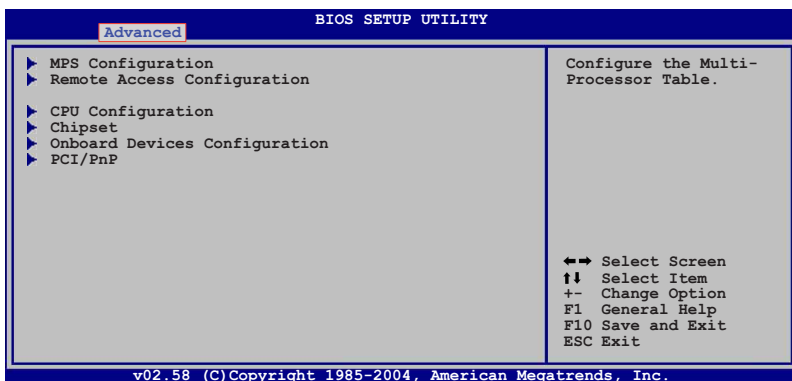 BIOS SETUP UTILITY
Advanced
MPS Configuration
Remote Access Configuration
CPU Configuration
Chipset
Onboard Devices Configuration
PCI/PnP
Configure the Multi-
Processor Table.
←→ Select Screen
↑↓ Select Item
+- Change Option
F1 General Help
F10 Save and Exit
ESC Exit
v02.58 (C)Copyright 1985-2004, American Megatrends, Inc.